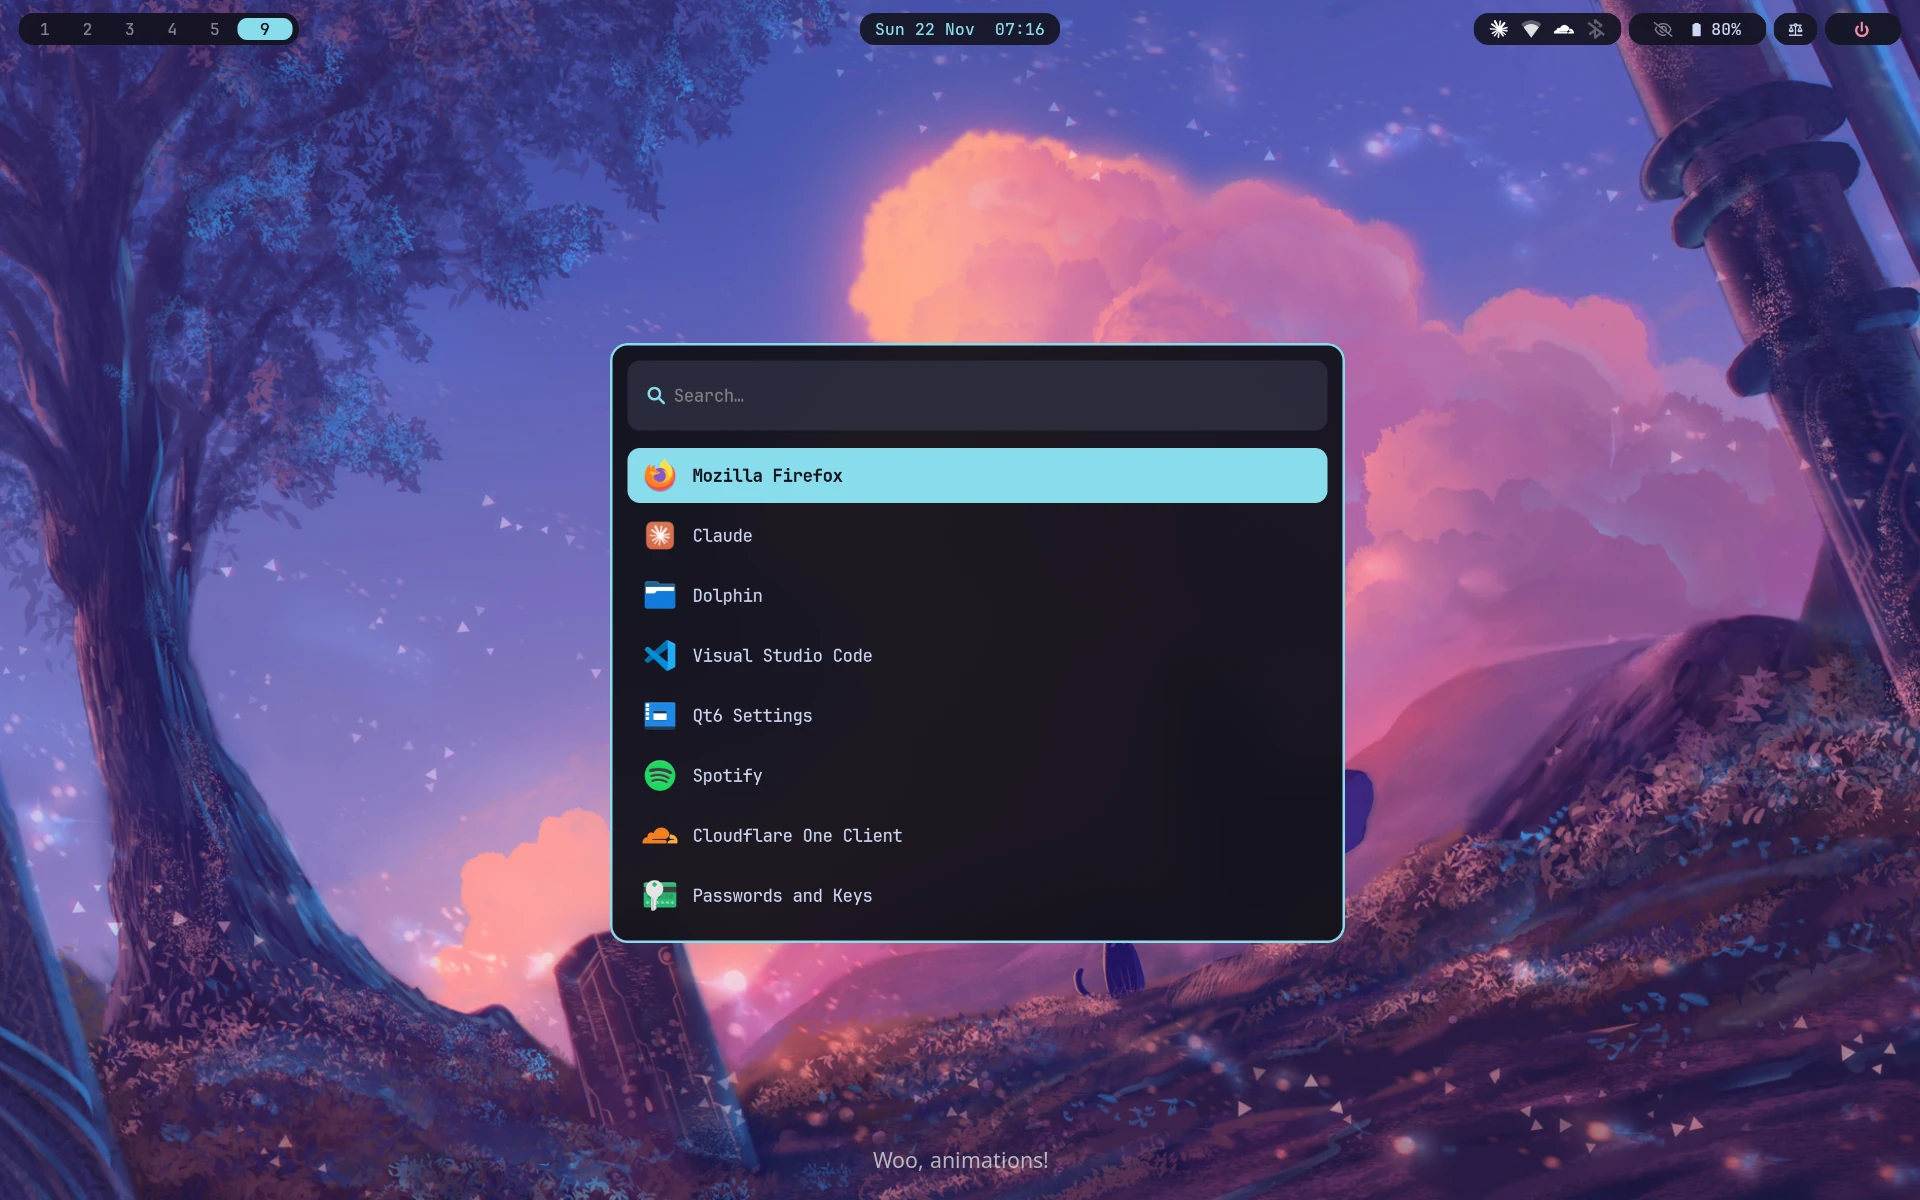 1 2 3 4 5 9
Sun 22 Nov 07:16
80%
Search…
Mozilla Firefox
Claude
Dolphin
Visual Studio Code
Qt6 Settings
Spotify
Cloudflare One Client
Passwords and Keys
Woo, animations!